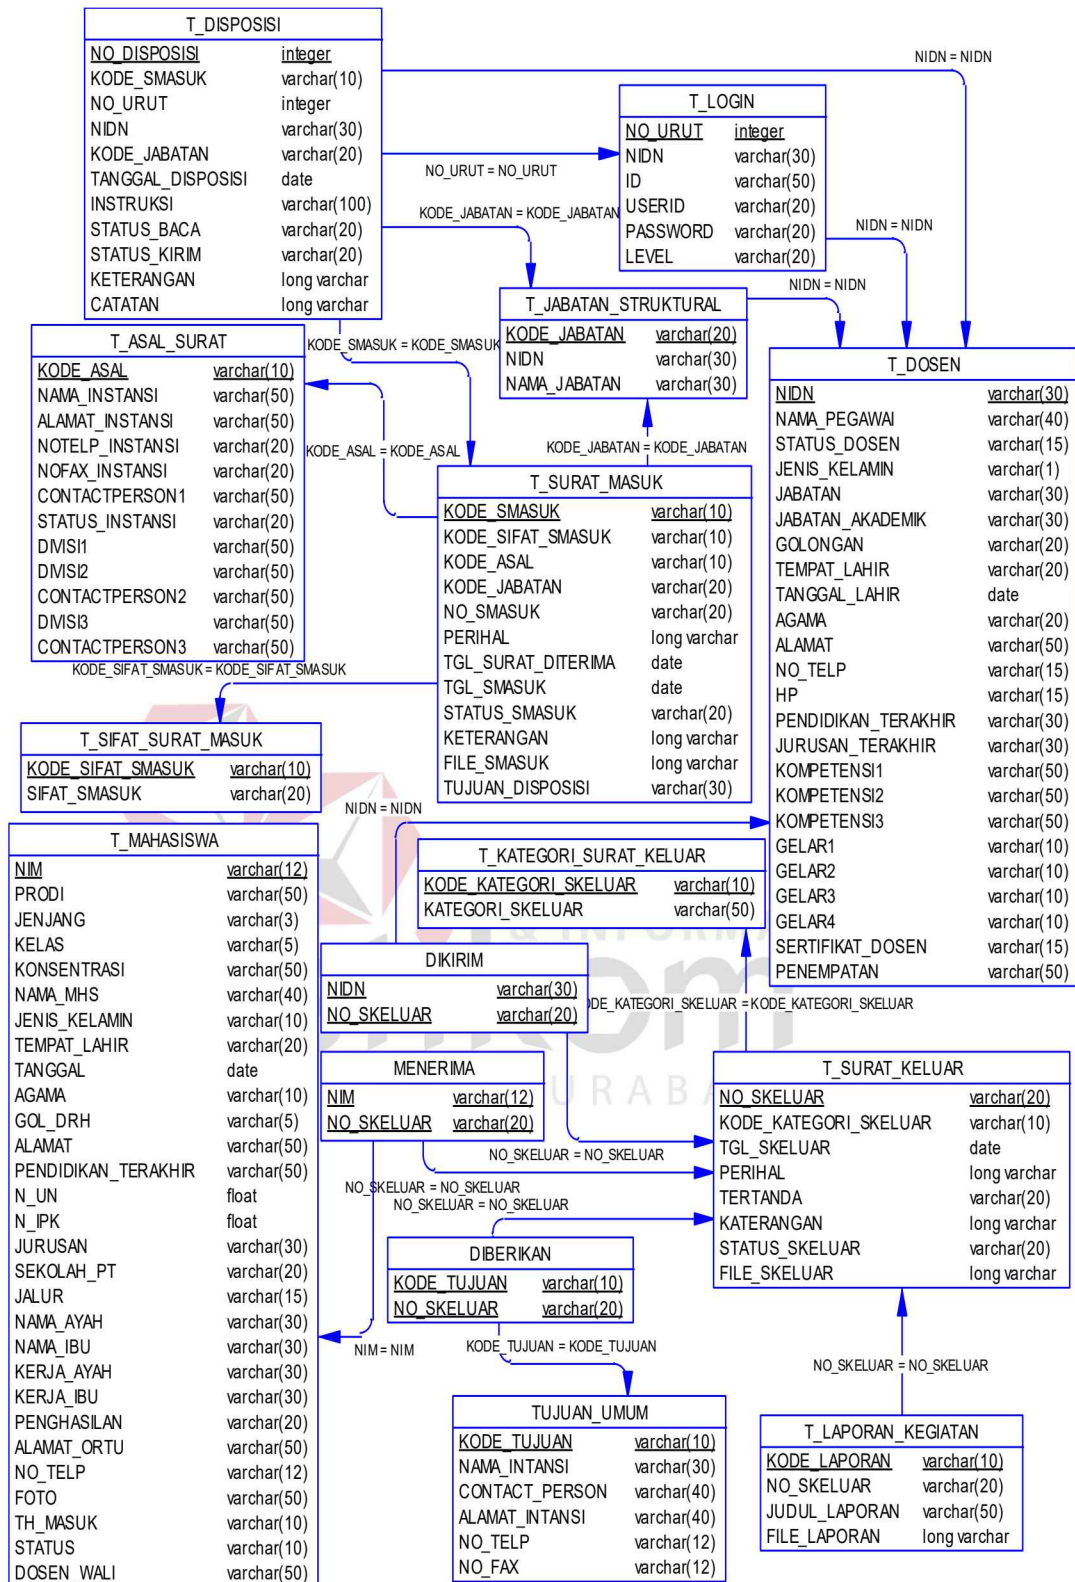 T_DISPOSISI
NO_DISPOSISI integer
KODE_SMASUK varchar(10)
NO_URUT integer
NIDN varchar(30)
KODE_JABATAN varchar(20)
TANGGAL_DISPOSISI date
INSTRUKSI varchar(100)
STATUS_BACA varchar(20)
STATUS_KIRIM varchar(20)
KETERANGAN long varchar
CATATAN long varchar
NIDN = NIDN
T_LOGIN
NO_URUT integer
NIDN varchar(30)
ID varchar(50)
USERID varchar(20)
PASSWORD varchar(20)
LEVEL varchar(20)
NO_URUT = NO_URUT
KODE_JABATAN = KODE_JABATAN
NIDN = NIDN
NIDN = NIDN
T_JABATAN_STRUKTURAL
KODE_JABATAN varchar(20)
NIDN varchar(30)
NAMA_JABATAN varchar(30)
KODE_SMASUK = KODE_SMASUK
T_ASAL_SURAT
KODE_ASAL varchar(10)
NAMA_INSTANSI varchar(50)
ALAMAT_INSTANSI varchar(50)
NOTELP_INSTANSI varchar(20)
NOFAX_INSTANSI varchar(20)
CONTACTPERSON1 varchar(50)
STATUS_INSTANSI varchar(20)
DIVISI1 varchar(50)
DIVISI2 varchar(50)
CONTACTPERSON2 varchar(50)
DIVISI3 varchar(50)
CONTACTPERSON3 varchar(50)
KODE_ASAL = KODE_ASAL
KODE_JABATAN = KODE_JABATAN
T_SURAT_MASUK
KODE_SMASUK varchar(10)
KODE_SIFAT_SMASUK varchar(10)
KODE_ASAL varchar(10)
KODE_JABATAN varchar(20)
NO_SMASUK varchar(20)
PERIHAL long varchar
TGL_SURAT_DITERIMA date
TGL_SMASUK date
STATUS_SMASUK varchar(20)
KETERANGAN long varchar
FILE_SMASUK long varchar
TUJUAN_DISPOSISI varchar(30)
T_DOSEN
NIDN varchar(30)
NAMA_PEGAWAI varchar(40)
STATUS_DOSEN varchar(15)
JENIS_KELAMIN varchar(1)
JABATAN varchar(30)
JABATAN_AKADEMIK varchar(30)
GOLONGAN varchar(20)
TEMPAT_LAHIR varchar(20)
TANGGAL_LAHIR date
AGAMA varchar(20)
ALAMAT varchar(50)
NO_TELP varchar(15)
HP varchar(15)
PENDIDIKAN_TERAKHIR varchar(30)
JURUSAN_TERAKHIR varchar(30)
KOMPETENSI1 varchar(50)
KOMPETENSI2 varchar(50)
KOMPETENSI3 varchar(50)
GELAR1 varchar(10)
GELAR2 varchar(10)
GELAR3 varchar(10)
GELAR4 varchar(10)
SERTIFIKAT_DOSEN varchar(15)
PENEMPATAN varchar(50)
KODE_SIFAT_SMASUK = KODE_SIFAT_SMASUK
T_SIFAT_SURAT_MASUK
KODE_SIFAT_SMASUK varchar(10)
SIFAT_SMASUK varchar(20)
NIDN = NIDN
T_MAHASISWA
NIM varchar(12)
PRODI varchar(50)
JENJANG varchar(3)
KELAS varchar(5)
KONSENTRASI varchar(50)
NAMA_MHS varchar(40)
JENIS_KELAMIN varchar(10)
TEMPAT_LAHIR varchar(20)
TANGGAL date
AGAMA varchar(10)
GOL_DRH varchar(5)
ALAMAT varchar(50)
PENDIDIKAN_TERAKHIR varchar(50)
N_UN float
N_IPK float
JURUSAN varchar(30)
SEKOLAH_PT varchar(20)
JALUR varchar(15)
NAMA_AYAH varchar(30)
NAMA_IBU varchar(30)
KERJA_AYAH varchar(30)
KERJA_IBU varchar(30)
PENGHASILAN varchar(20)
ALAMAT_ORTU varchar(50)
NO_TELP varchar(12)
FOTO varchar(50)
TH_MASUK varchar(10)
STATUS varchar(10)
DOSEN_WALI varchar(50)
T_KATEGORI_SURAT_KELUAR
KODE_KATEGORI_SKELUAR varchar(10)
KATEGORI_SKELUAR varchar(50)
DIKIRIM
NIDN varchar(30)
NO_SKELUAR varchar(20)
KODE_KATEGORI_SKELUAR = KODE_KATEGORI_SKELUAR
MENERIMA
NIM varchar(12)
NO_SKELUAR varchar(20)
T_SURAT_KELUAR
NO_SKELUAR varchar(20)
KODE_KATEGORI_SKELUAR varchar(10)
TGL_SKELUAR date
PERIHAL long varchar
TERTANDA varchar(20)
KATERANGAN long varchar
STATUS_SKELUAR varchar(20)
FILE_SKELUAR long varchar
NO_SKELUAR = NO_SKELUAR
NO_SKELUAR = NO_SKELUAR
NO_SKELUAR = NO_SKELUAR
DIBERIKAN
KODE_TUJUAN varchar(10)
NO_SKELUAR varchar(20)
NIM = NIM
KODE_TUJUAN = KODE_TUJUAN
NO_SKELUAR = NO_SKELUAR
TUJUAN_UMUM
KODE_TUJUAN varchar(10)
NAMA_INTANSI varchar(30)
CONTACT_PERSON varchar(40)
ALAMAT_INTANSI varchar(40)
NO_TELP varchar(12)
NO_FAX varchar(12)
T_LAPORAN_KEGIATAN
KODE_LAPORAN varchar(10)
NO_SKELUAR varchar(20)
JUDUL_LAPORAN varchar(50)
FILE_LAPORAN long varchar